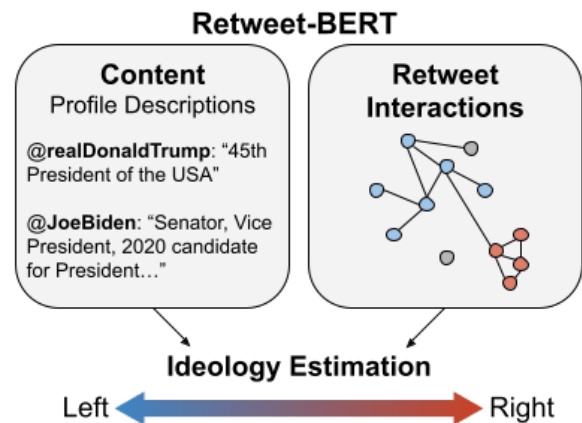 Retweet-BERT
Content
Profile Descriptions
@realDonaldTrump: “45th
President of the USA”
@JoeBiden: “Senator, Vice
President, 2020 candidate
for President…”
Retweet
Interactions
Ideology Estimation
Left
Right